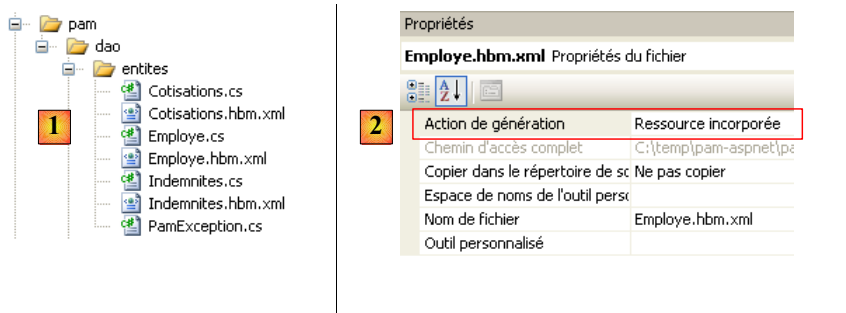 pam
dao
entites
Cotisations.cs
Cotisations.hbm.xml
1
Employe.cs
Employe.hbm.xml
Indemnites.cs
Indemnites.hbm.xml
PamException.cs
Propriétés
Employe.hbm.xml Propriétés du fichier
A
Z
2
Action de génération Ressource incorporée
Chemin d'accès complet C:\temp\pam-aspnet\pa
Copier dans le répertoire de so Ne pas copier
Espace de noms de l'outil perso
Nom de fichier Employe.hbm.xml
Outil personnalisé